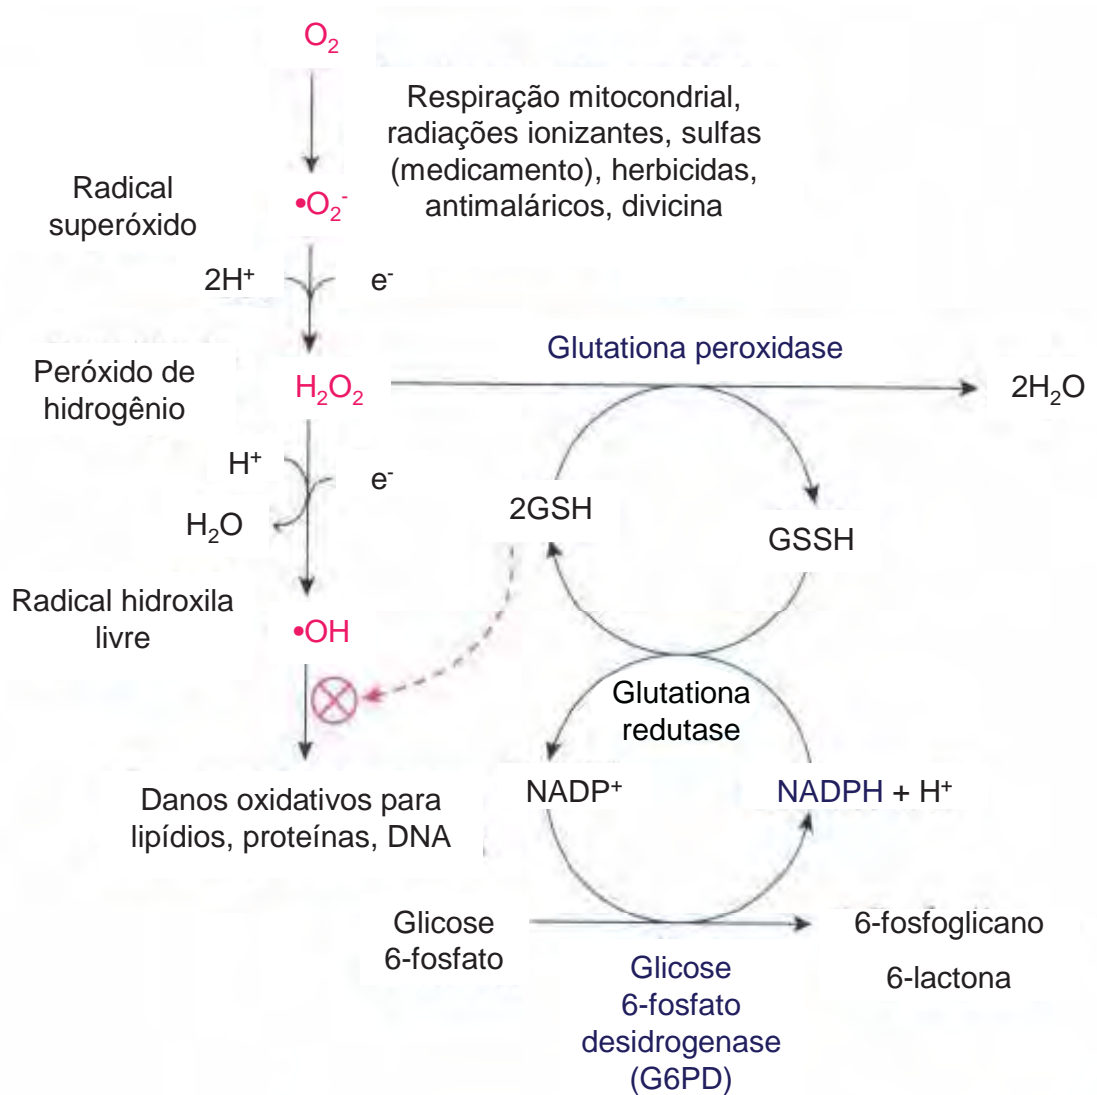 O₂
Respiração mitocondrial,
radiações ionizantes, sulfas
(medicamento), herbicidas,
antimaláricos, divicina
Radical
superóxido
•O₂⁻
2H⁺
e⁻
Glutationa peroxidase
Peróxido de
hidrogênio
H₂O₂
2H₂O
H⁺
e⁻
H₂O
2GSH
GSSH
Radical hidroxila
livre
•OH
Glutationa
redutase
Danos oxidativos para
lipídios, proteínas, DNA
NADP⁺
NADPH + H⁺
Glicose
6-fosfato
6-fosfoglicano
6-lactona
Glicose
6-fosfato
desidrogenase
(G6PD)